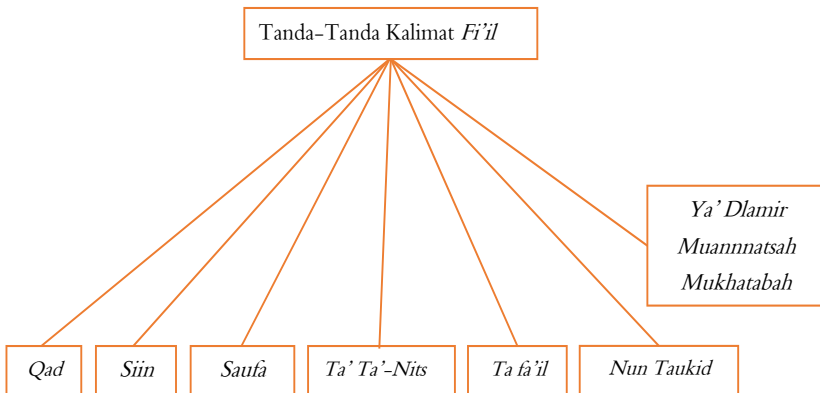 Tanda-Tanda Kalimat Fi’il
Ya’ Dlamir
Muannnatsah
Mukhatabah
Qad
Siin
Saufa
Ta’ Ta’-Nits
Ta fa’il
Nun Taukid